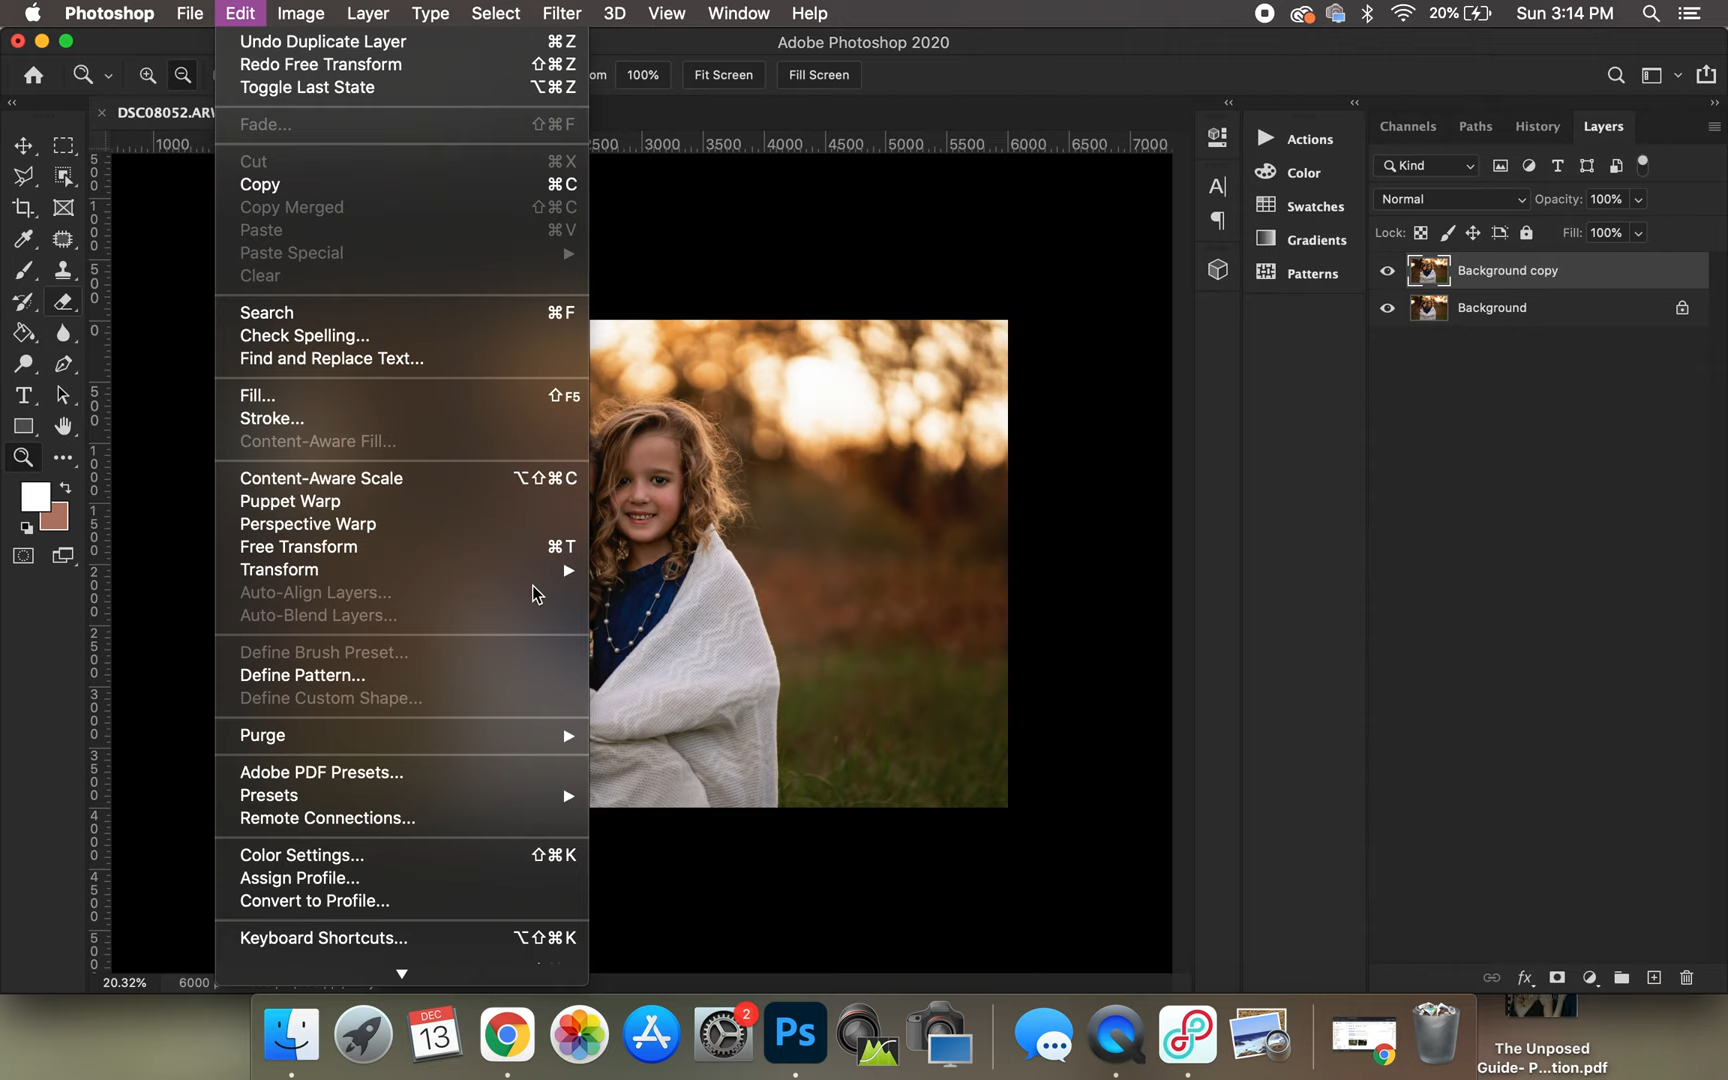 Photoshop File Edit Image Layer Type Select Filter 3D View Window Help 20% Sun 3:14 PM
Adobe Photoshop 2020
om 100% Fit Screen Fill Screen
× DSC08052.AR
1000 2500 3000 3500 4000 4500 5000 5500 6000 6500 7000
Undo Duplicate Layer ⌘Z
Redo Free Transform ⇧⌘Z
Toggle Last State ⌥⌘Z
Fade... ⇧⌘F
Cut ⌘X
Copy ⌘C
Copy Merged ⇧⌘C
Paste ⌘V
Paste Special
Clear
Search ⌘F
Check Spelling...
Find and Replace Text...
Fill... ⇧F5
Stroke...
Content-Aware Fill...
Content-Aware Scale ⌥⇧⌘C
Puppet Warp
Perspective Warp
Free Transform ⌘T
Transform
Auto-Align Layers...
Auto-Blend Layers...
Define Brush Preset...
Define Pattern...
Define Custom Shape...
Purge
Adobe PDF Presets...
Presets
Remote Connections...
Color Settings... ⇧⌘K
Assign Profile...
Convert to Profile...
Keyboard Shortcuts... ⌥⇧⌘K
Actions
Color
Swatches
Gradients
Patterns
Channels Paths History Layers
Kind
Normal Opacity: 100%
Lock: Fill: 100%
Background copy
Background
20.32% 6000 p
DEC
13
2
Ps
The Unposed
Guide- P...tion.pdf